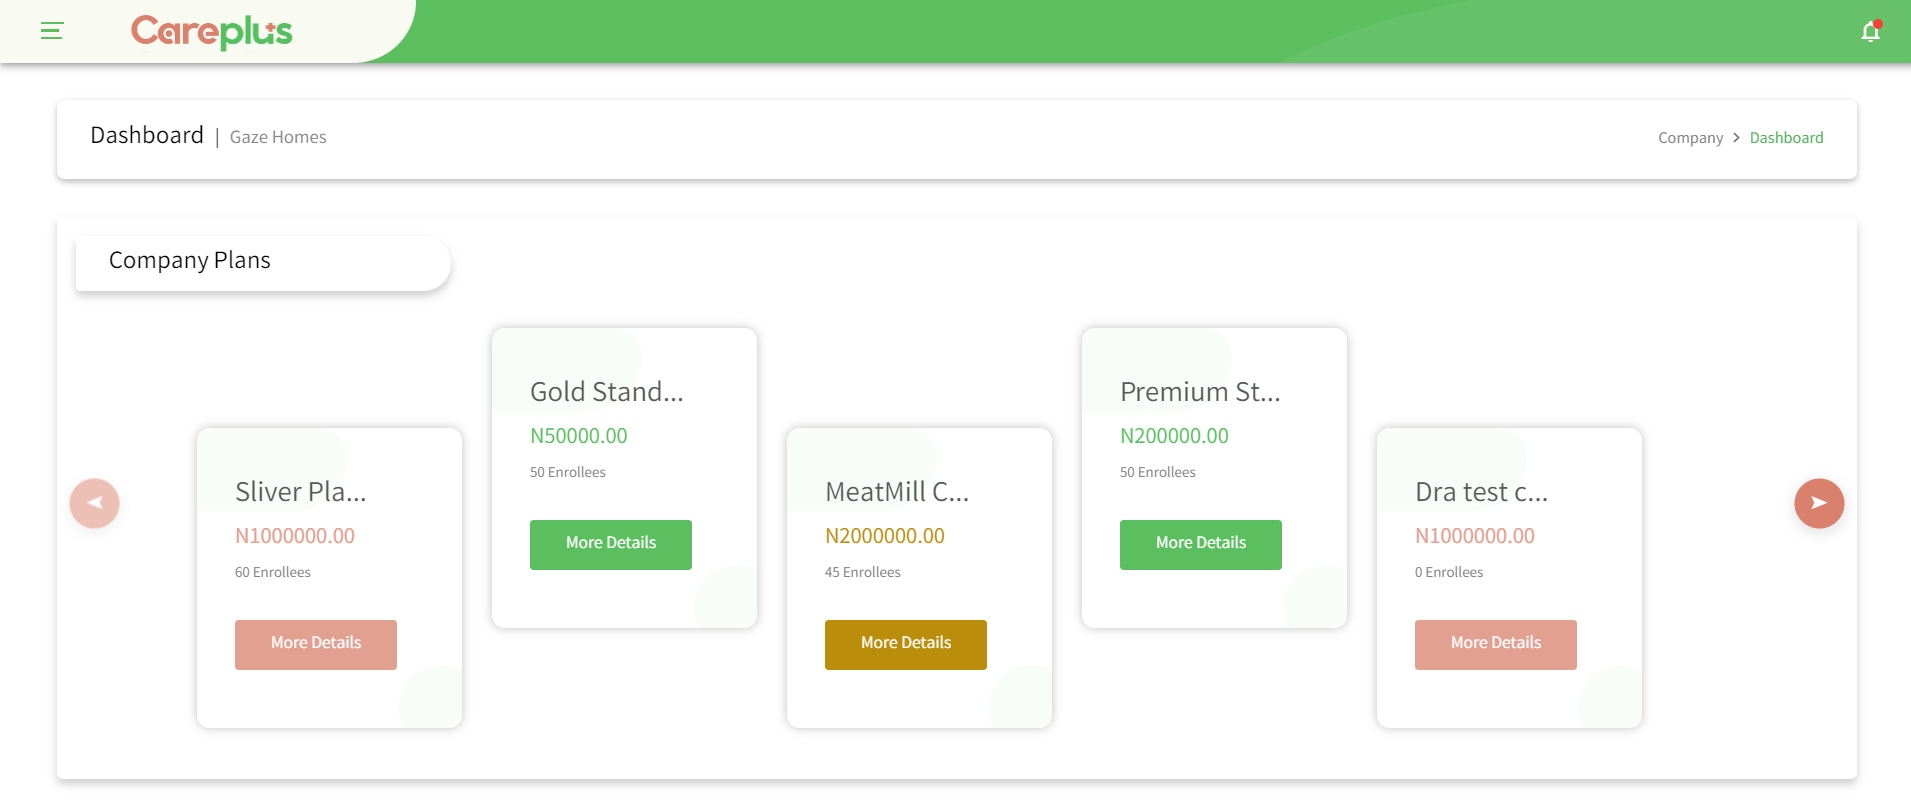 Careplus
Dashboard | Gaze Homes
Company > Dashboard
Company Plans
Sliver Pla...
N1000000.00
60 Enrollees
More Details
Gold Stand...
N50000.00
50 Enrollees
More Details
MeatMill C...
N2000000.00
45 Enrollees
More Details
Premium St...
N200000.00
50 Enrollees
More Details
Dra test c...
N1000000.00
0 Enrollees
More Details